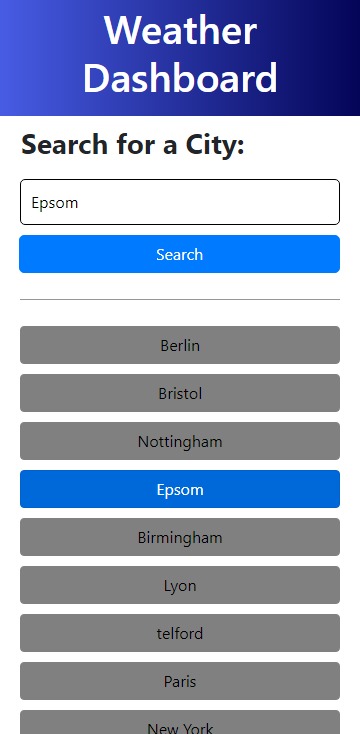 Weather
Dashboard
Search for a City:
Epsom
Search
Berlin
Bristol
Nottingham
Epsom
Birmingham
Lyon
telford
Paris
New York